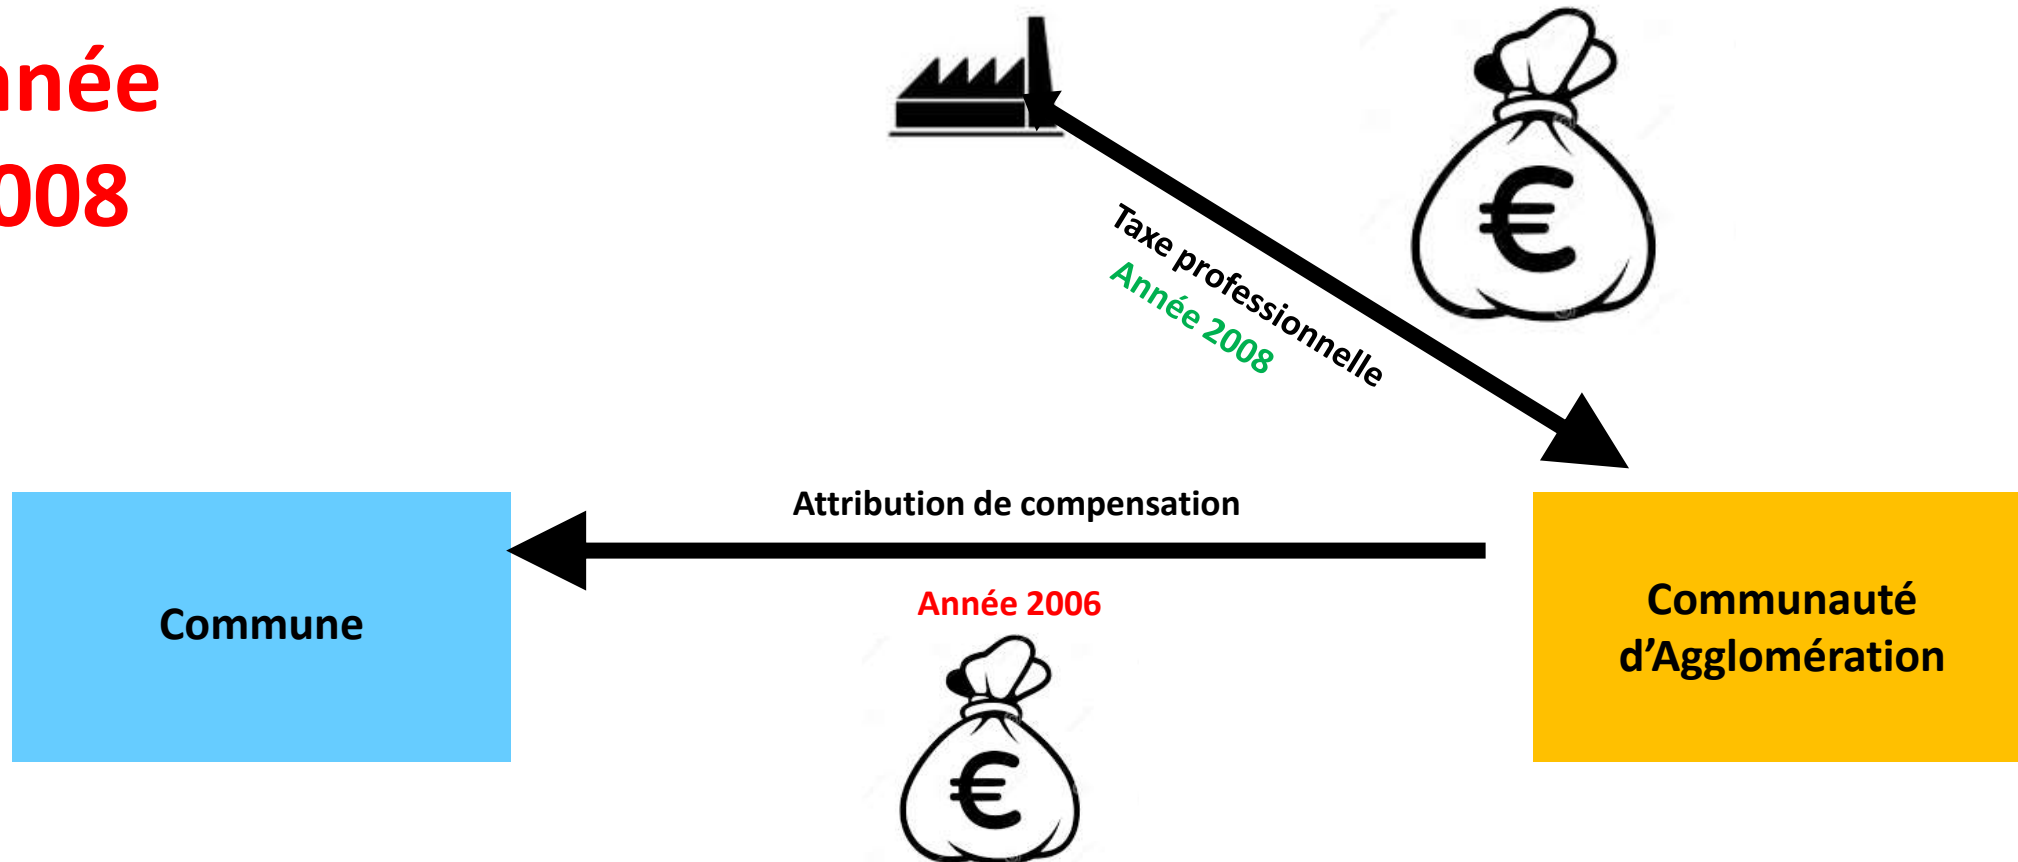 nnée
008
Taxe professionnelle
Année 2008
Attribution de compensation
Année 2006
Commune
Communauté
d’Agglomération
€
€